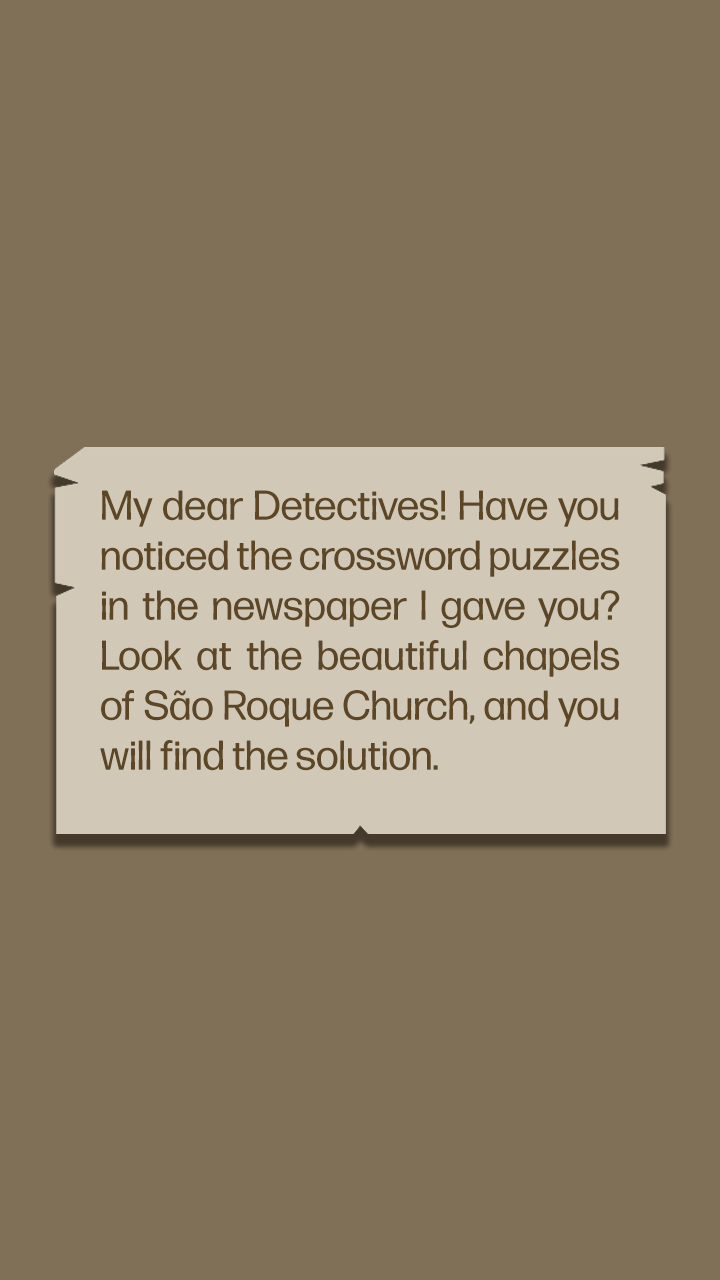 My dear Detectives! Have you
noticed the crossword puzzles
in the newspaper I gave you?
Look at the beautiful chapels
of São Roque Church, and you
will find the solution.